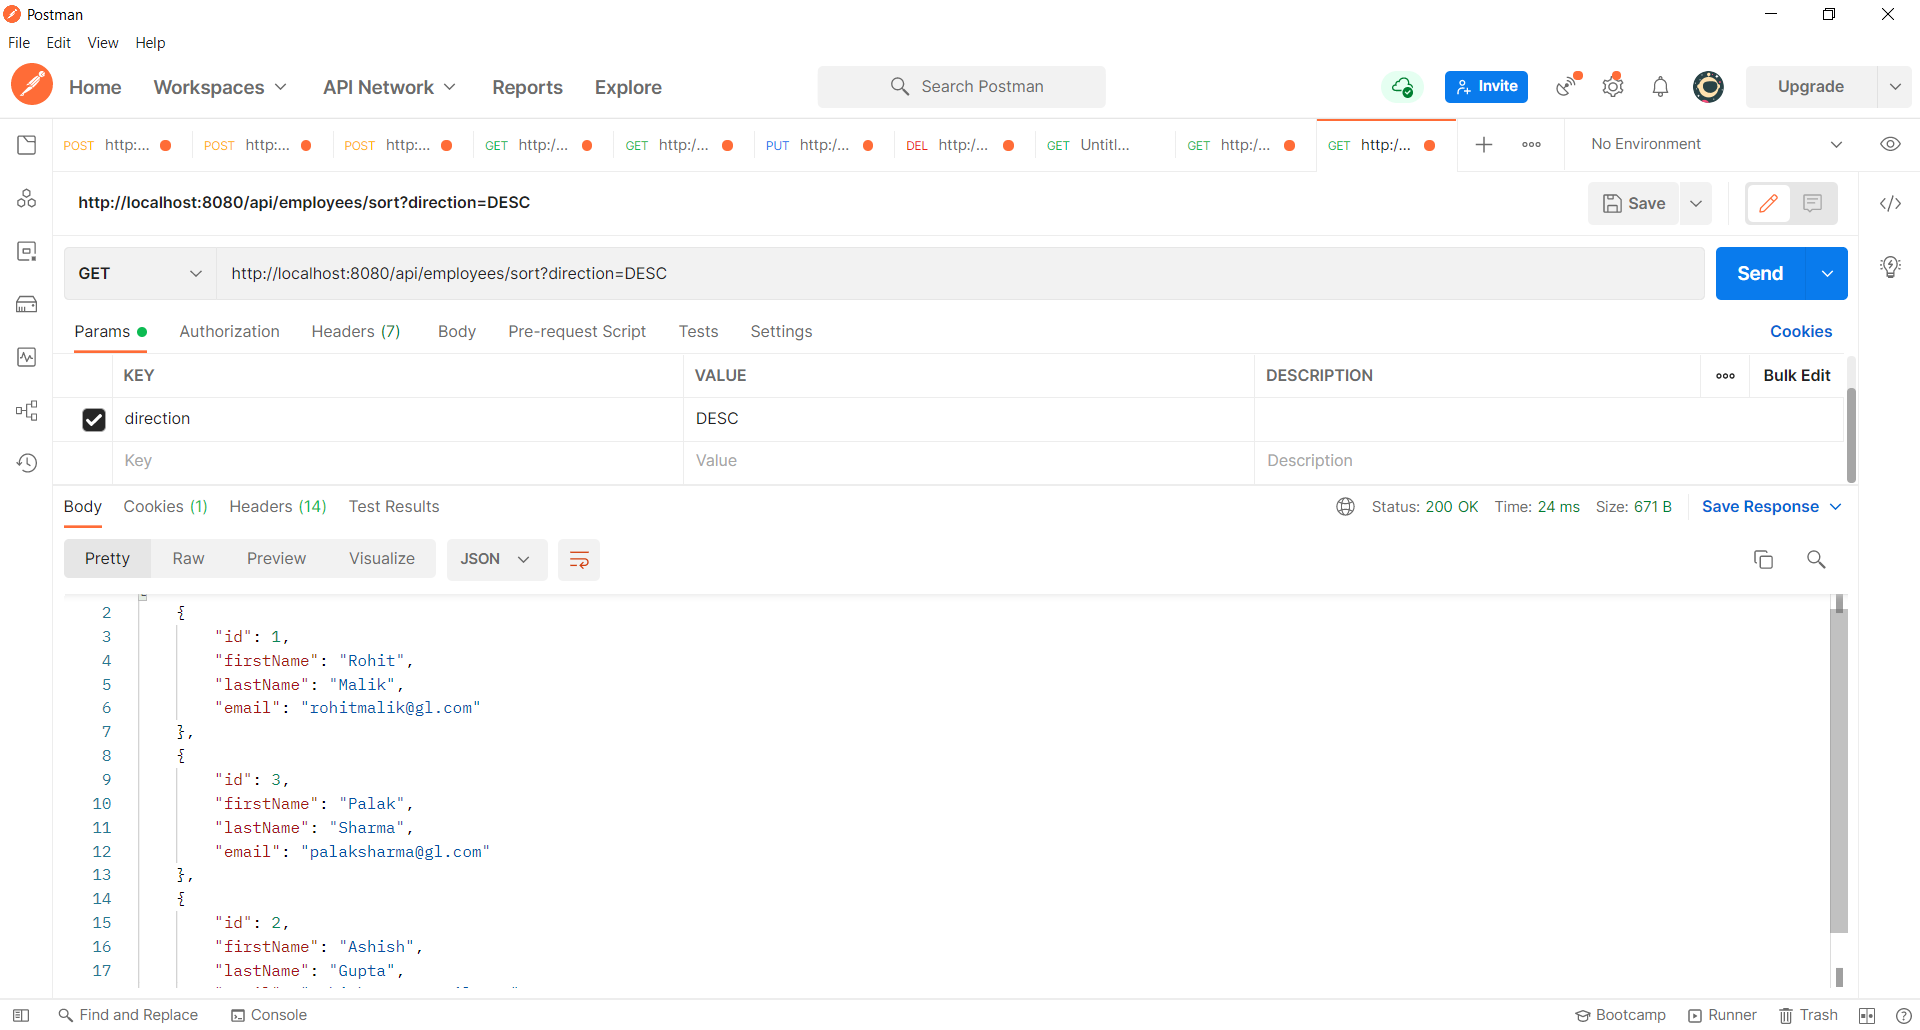 Postman
File Edit View Help
Home Workspaces API Network Reports Explore Search Postman Invite Upgrade
POST http:... POST http:... POST http:... GET http:/... GET http:/... PUT http:/... DEL http:/... GET Untitl... GET http:/... GET http:/... No Environment
http://localhost:8080/api/employees/sort?direction=DESC Save
GET http://localhost:8080/api/employees/sort?direction=DESC Send
Params Authorization Headers (7) Body Pre-request Script Tests Settings Cookies
KEY VALUE DESCRIPTION Bulk Edit
direction DESC
Key Value Description
Body Cookies (1) Headers (14) Test Results Status: 200 OK Time: 24 ms Size: 671 B Save Response
Pretty Raw Preview Visualize JSON
2 {
3 "id": 1,
4 "firstName": "Rohit",
5 "lastName": "Malik",
6 "email": "rohitmalik@gl.com"
7 },
8 {
9 "id": 3,
10 "firstName": "Palak",
11 "lastName": "Sharma",
12 "email": "palaksharma@gl.com"
13 },
14 {
15 "id": 2,
16 "firstName": "Ashish",
17 "lastName": "Gupta",
Find and Replace Console Bootcamp Runner Trash